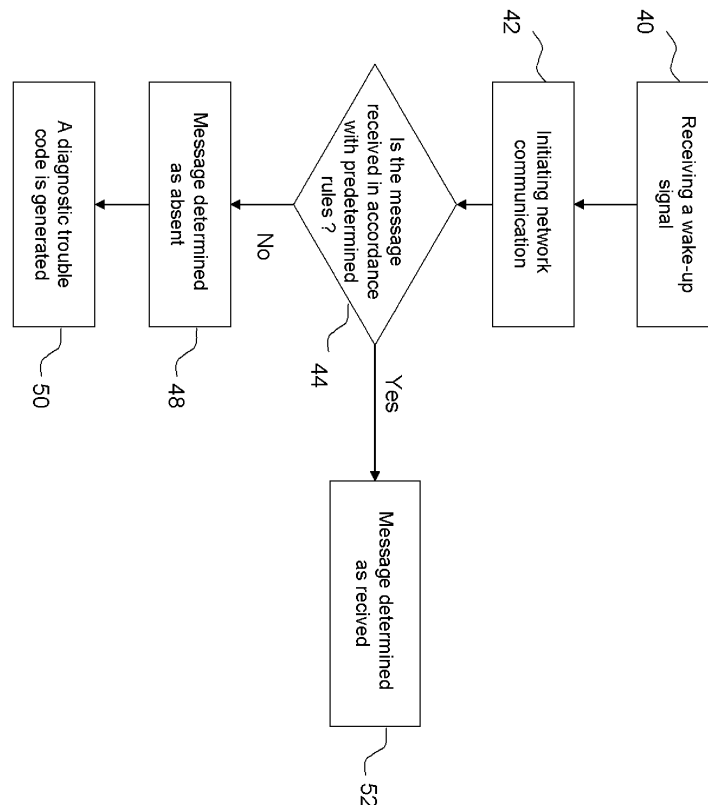 40
Receiving a wake-up
signal
42
Initiating network
communication
Is the message
received in accordance
with predetermined
rules ?
44
Yes
No
Message determined
as absent
48
A diagnostic trouble
code is generated
50
Message determined
as recived
52